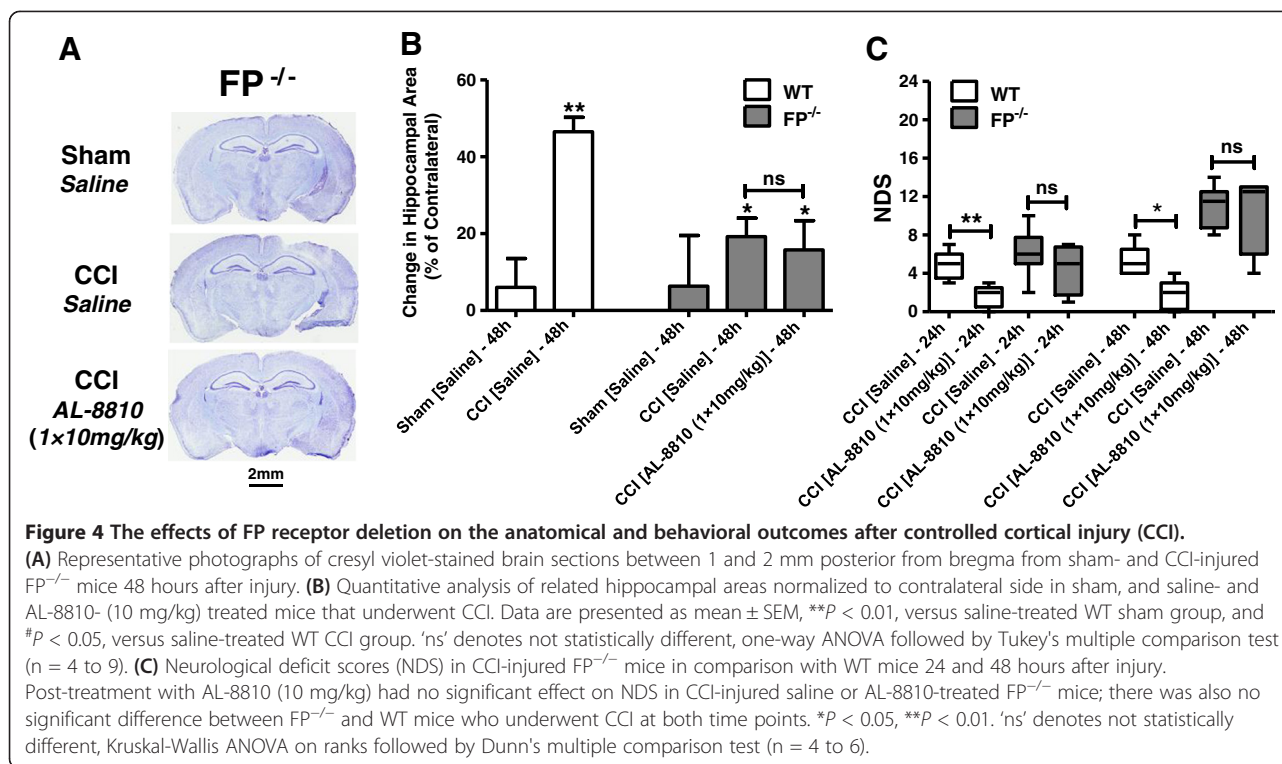 A
FP -/-
Sham
Saline
CCI
Saline
CCI
AL-8810
(1×10mg/kg)
2mm
B
Change in Hippocampal Area
(% of Contralateral)
60
40
20
0
**
WT
FP-/-
ns
*
*
Sham [Saline] - 48h
CCI [Saline] - 48h
Sham [Saline] - 48h
CCI [Saline] - 48h
CCI [AL-8810 (1×10mg/kg)] - 48h
C
NDS
24
20
16
12
8
4
0
WT
FP-/-
**
ns
*
ns
CCI [Saline] - 24h
CCI [AL-8810 (1×10mg/kg)] - 24h
CCI [Saline] - 24h
CCI [AL-8810 (1×10mg/kg)] - 24h
CCI [Saline] - 48h
CCI [AL-8810 (1×10mg/kg)] - 48h
CCI [Saline] - 48h
CCI [AL-8810 (1×10mg/kg)] - 48h
Figure 4 The effects of FP receptor deletion on the anatomical and behavioral outcomes after controlled cortical injury (CCI).
(A) Representative photographs of cresyl violet-stained brain sections between 1 and 2 mm posterior from bregma from sham- and CCI-injured
FP−/− mice 48 hours after injury. (B) Quantitative analysis of related hippocampal areas normalized to contralateral side in sham, and saline- and
AL-8810- (10 mg/kg) treated mice that underwent CCI. Data are presented as mean ± SEM, **P < 0.01, versus saline-treated WT sham group, and
#P < 0.05, versus saline-treated WT CCI group. ‘ns’ denotes not statistically different, one-way ANOVA followed by Tukey's multiple comparison test
(n = 4 to 9). (C) Neurological deficit scores (NDS) in CCI-injured FP−/− mice in comparison with WT mice 24 and 48 hours after injury.
Post-treatment with AL-8810 (10 mg/kg) had no significant effect on NDS in CCI-injured saline or AL-8810-treated FP−/− mice; there was also no
significant difference between FP−/− and WT mice who underwent CCI at both time points. *P < 0.05, **P < 0.01. ‘ns’ denotes not statistically
different, Kruskal-Wallis ANOVA on ranks followed by Dunn's multiple comparison test (n = 4 to 6).